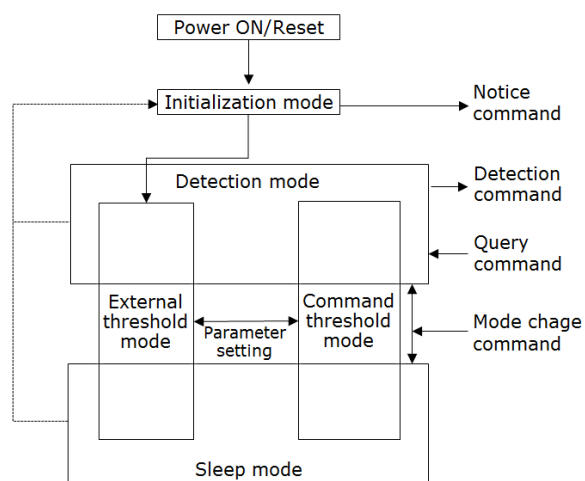 Power ON/Reset
Initialization mode
Notice
command
Detection mode
Detection
command
Query
command
External
threshold
mode
Parameter
setting
Command
threshold
mode
Mode chage
command
Sleep mode